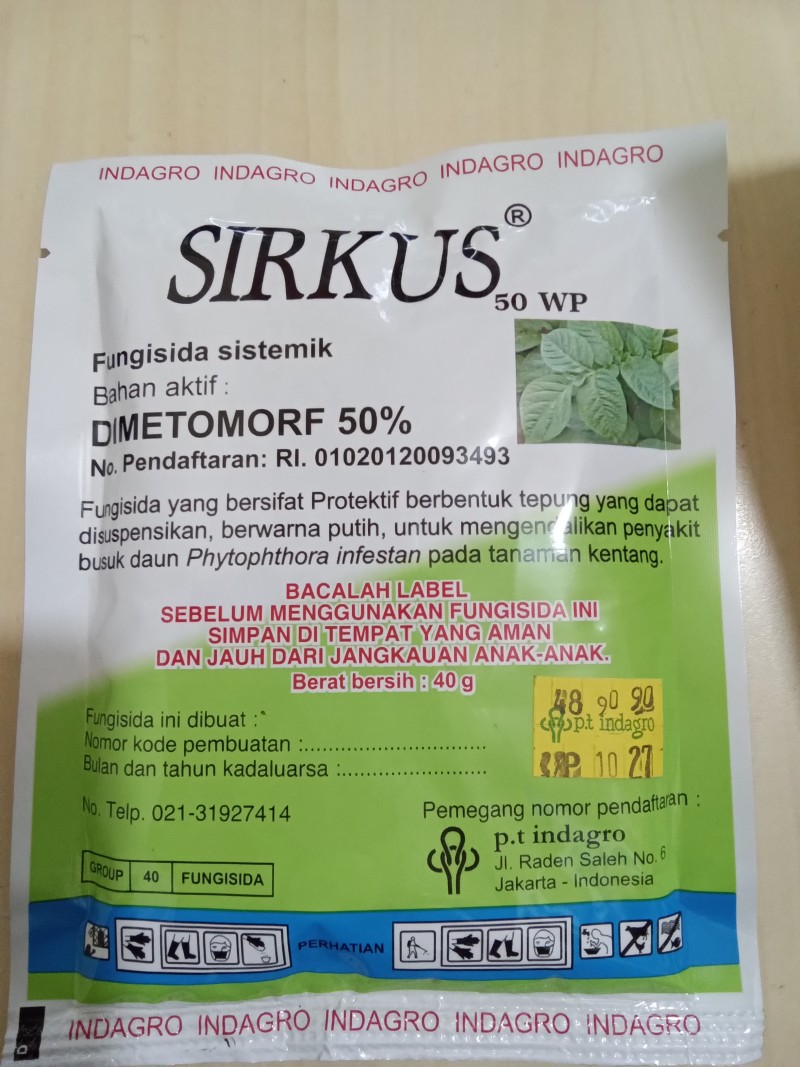 INDAGRO INDAGRO INDAGRO INDAGRO INDAGRO
SIRKUS®
50 WP
Fungisida sistemik
Bahan aktif :
DIMETOMORF 50%
No. Pendaftaran: RI. 01020120093493
Fungisida yang bersifat Protektif berbentuk tepung yang dapat
disuspensikan, berwarna putih, untuk mengendalikan penyakit
busuk daun Phytophthora infestan pada tanaman kentang.
BACALAH LABEL
SEBELUM MENGGUNAKAN FUNGISIDA INI
SIMPAN DI TEMPAT YANG AMAN
DAN JAUH DARI JANGKAUAN ANAK-ANAK.
Berat bersih : 40 g
Fungisida ini dibuat :
Nomor kode pembuatan :..............................
Bulan dan tahun kadaluarsa :........................
48 90 90
p.t indagro
10 27
No. Telp. 021-31927414
Pemegang nomor pendaftaran :
p.t indagro
Jl. Raden Saleh No. 6
Jakarta - Indonesia
GROUP 40 FUNGISIDA
PERHATIAN
INDAGRO INDAGRO INDAGRO INDAGRO INDAGRO